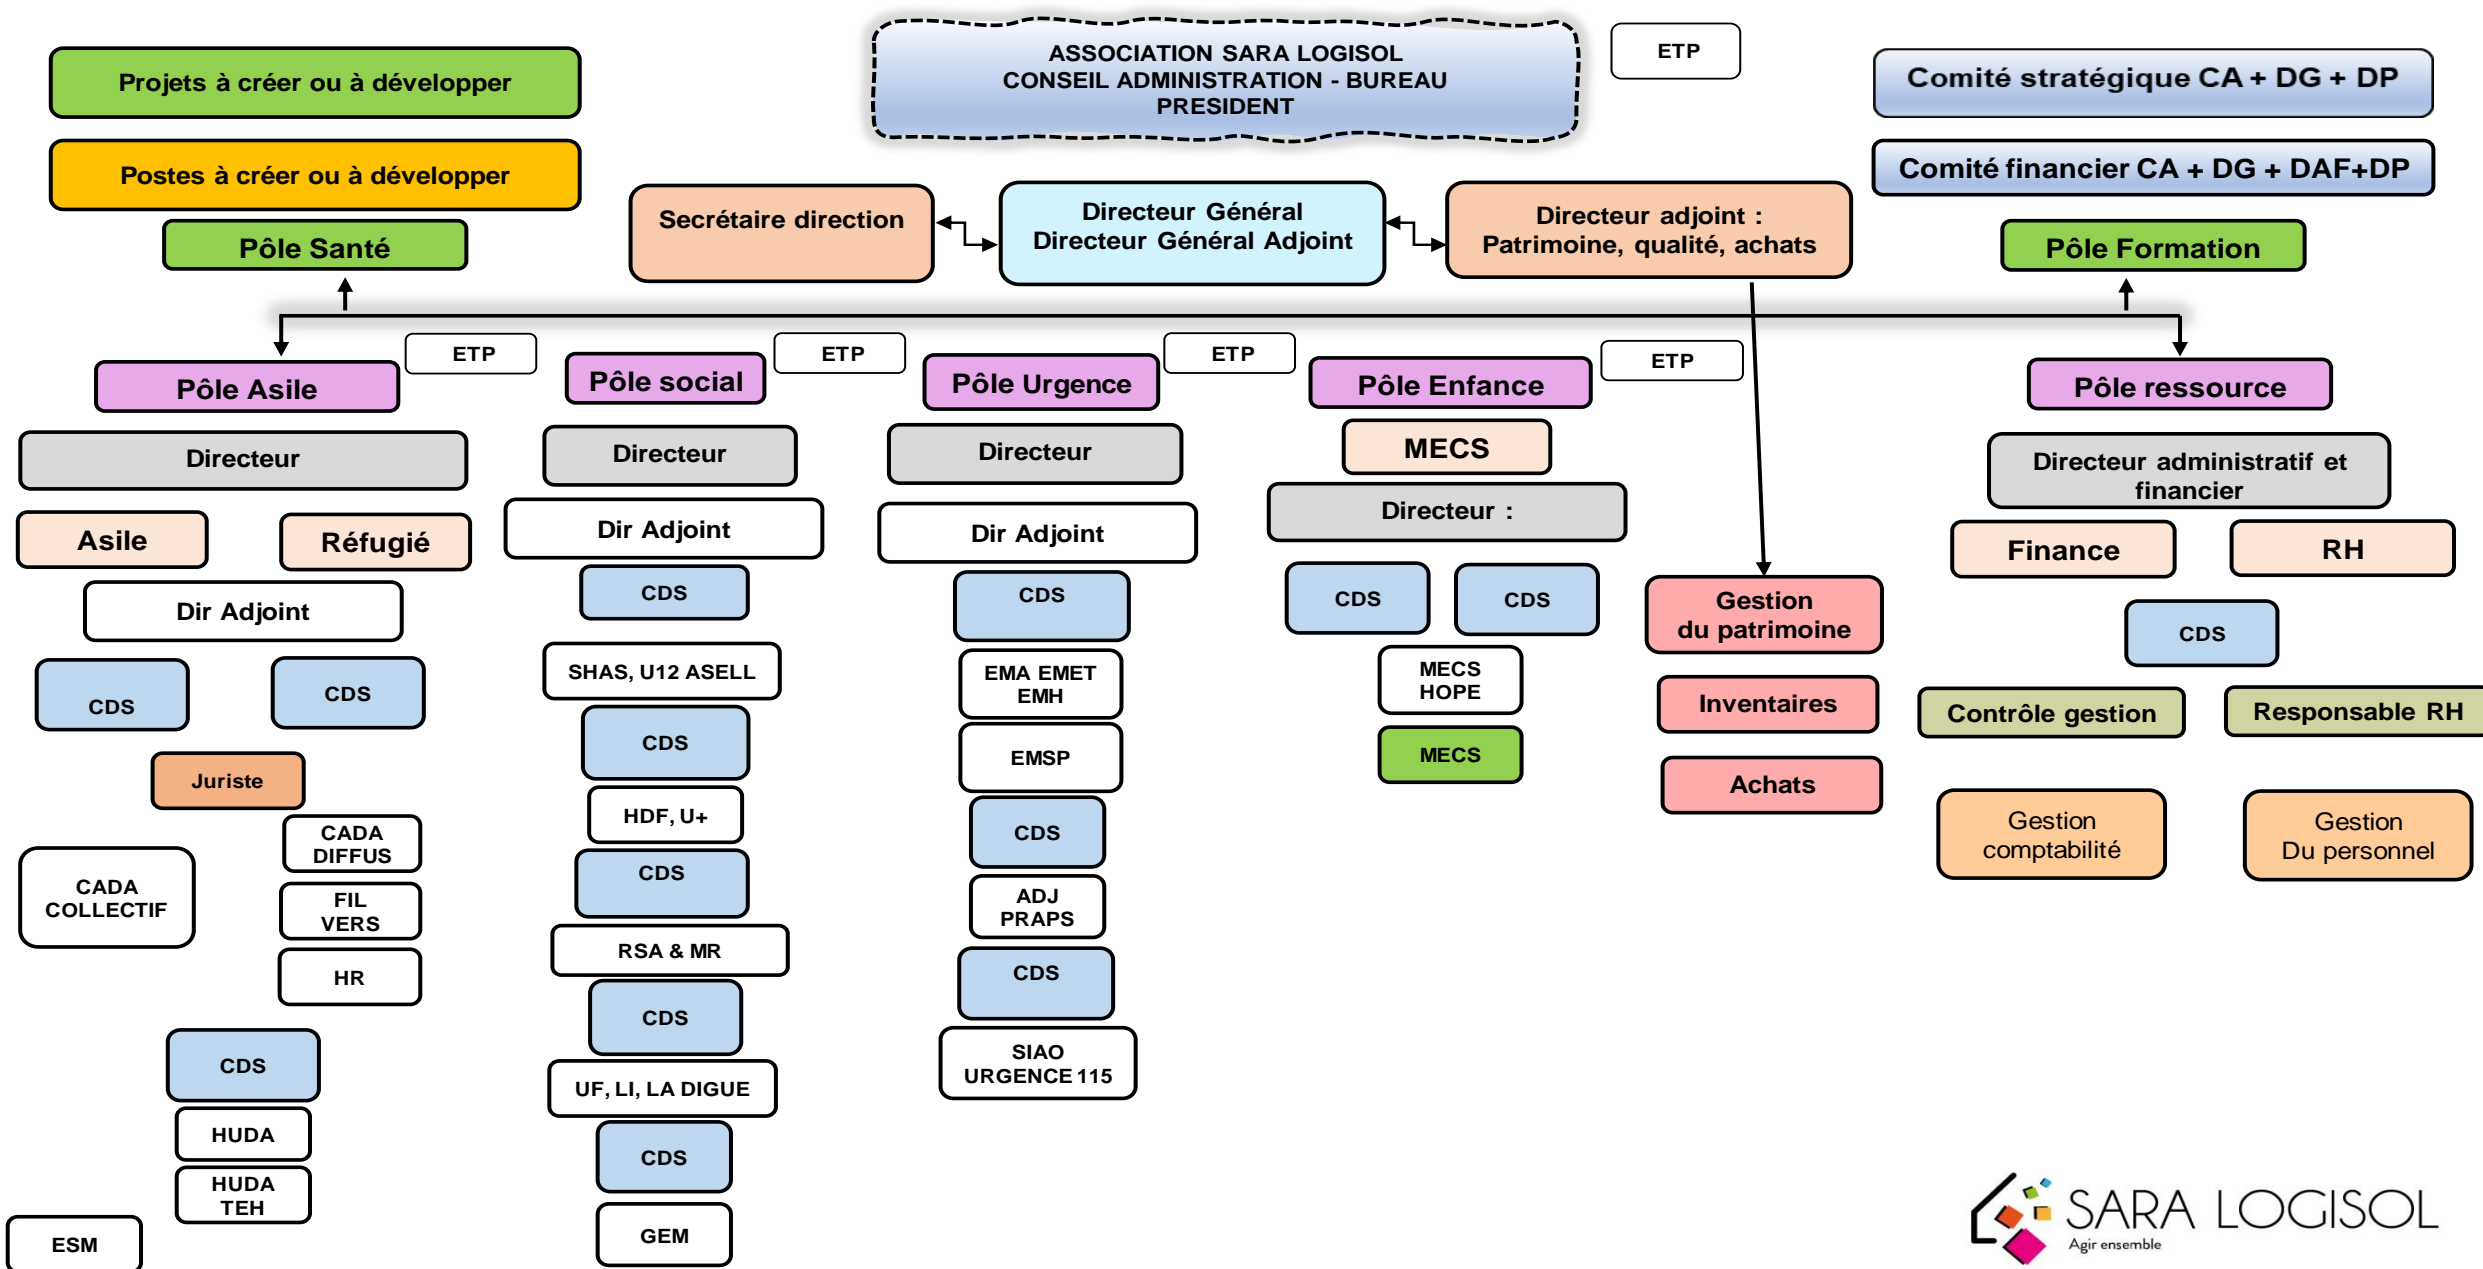 ASSOCIATION SARA LOGISOL
CONSEIL ADMINISTRATION - BUREAU
PRESIDENT
ETP
Projets à créer ou à développer
Comité stratégique CA + DG + DP
Postes à créer ou à développer
Comité financier CA + DG + DAF+DP
Secrétaire direction
Directeur Général
Directeur Général Adjoint
Directeur adjoint :
Patrimoine, qualité, achats
Pôle Santé
Pôle Formation
Pôle Asile
ETP
Directeur
Asile
Réfugié
Dir Adjoint
CDS
CDS
Juriste
CADA
COLLECTIF
CADA
DIFFUS
FIL
VERS
HR
CDS
HUDA
HUDA
TEH
ESM
Pôle social
ETP
Directeur
Dir Adjoint
CDS
SHAS, U12 ASELL
CDS
HDF, U+
CDS
RSA & MR
CDS
UF, LI, LA DIGUE
CDS
GEM
Pôle Urgence
ETP
Directeur
Dir Adjoint
CDS
EMA EMET
EMH
EMSP
CDS
ADJ
PRAPS
CDS
SIAO
URGENCE 115
Pôle Enfance
ETP
MECS
Directeur :
CDS
CDS
MECS
HOPE
MECS
Gestion
du patrimoine
Inventaires
Achats
Pôle ressource
Directeur administratif et
financier
Finance
RH
CDS
Contrôle gestion
Responsable RH
Gestion
comptabilité
Gestion
Du personnel
SARA LOGISOL
Agir ensemble